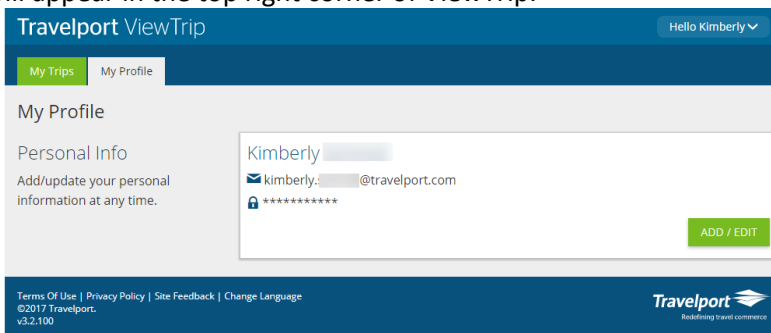 appear in the top right corner of ViewTrip.
Travelport ViewTrip
Hello Kimberly
My Trips
My Profile
My Profile
Personal Info
Add/update your personal
information at any time.
Kimberly
kimberly.
@travelport.com
***********
ADD / EDIT
Terms Of Use | Privacy Policy | Site Feedback | Change Language
©2017 Travelport.
v3.2.100
Travelport
Redefining travel commerce